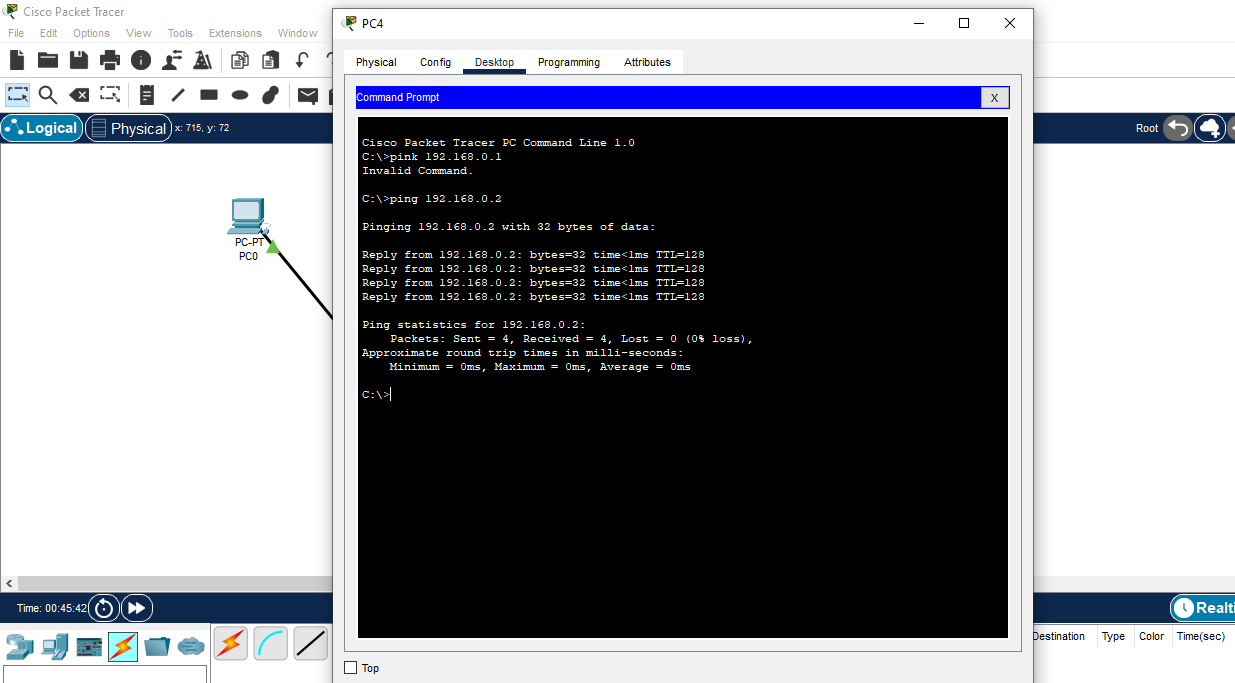 Cisco Packet Tracer
File Edit Options View Tools Extensions Window
Logical Physical x: 715, y: 72
PC-PT
PC0
Time: 00:45:42
PC4
Physical Config Desktop Programming Attributes
Command Prompt X
Cisco Packet Tracer PC Command Line 1.0
C:\>pink 192.168.0.1
Invalid Command.
C:\>ping 192.168.0.2
Pinging 192.168.0.2 with 32 bytes of data:
Reply from 192.168.0.2: bytes=32 time<1ms TTL=128
Reply from 192.168.0.2: bytes=32 time<1ms TTL=128
Reply from 192.168.0.2: bytes=32 time<1ms TTL=128
Reply from 192.168.0.2: bytes=32 time<1ms TTL=128
Ping statistics for 192.168.0.2:
Packets: Sent = 4, Received = 4, Lost = 0 (0% loss),
Approximate round trip times in milli-seconds:
Minimum = 0ms, Maximum = 0ms, Average = 0ms
C:\>
Top
Root
Realti
Destination Type Color Time(sec)